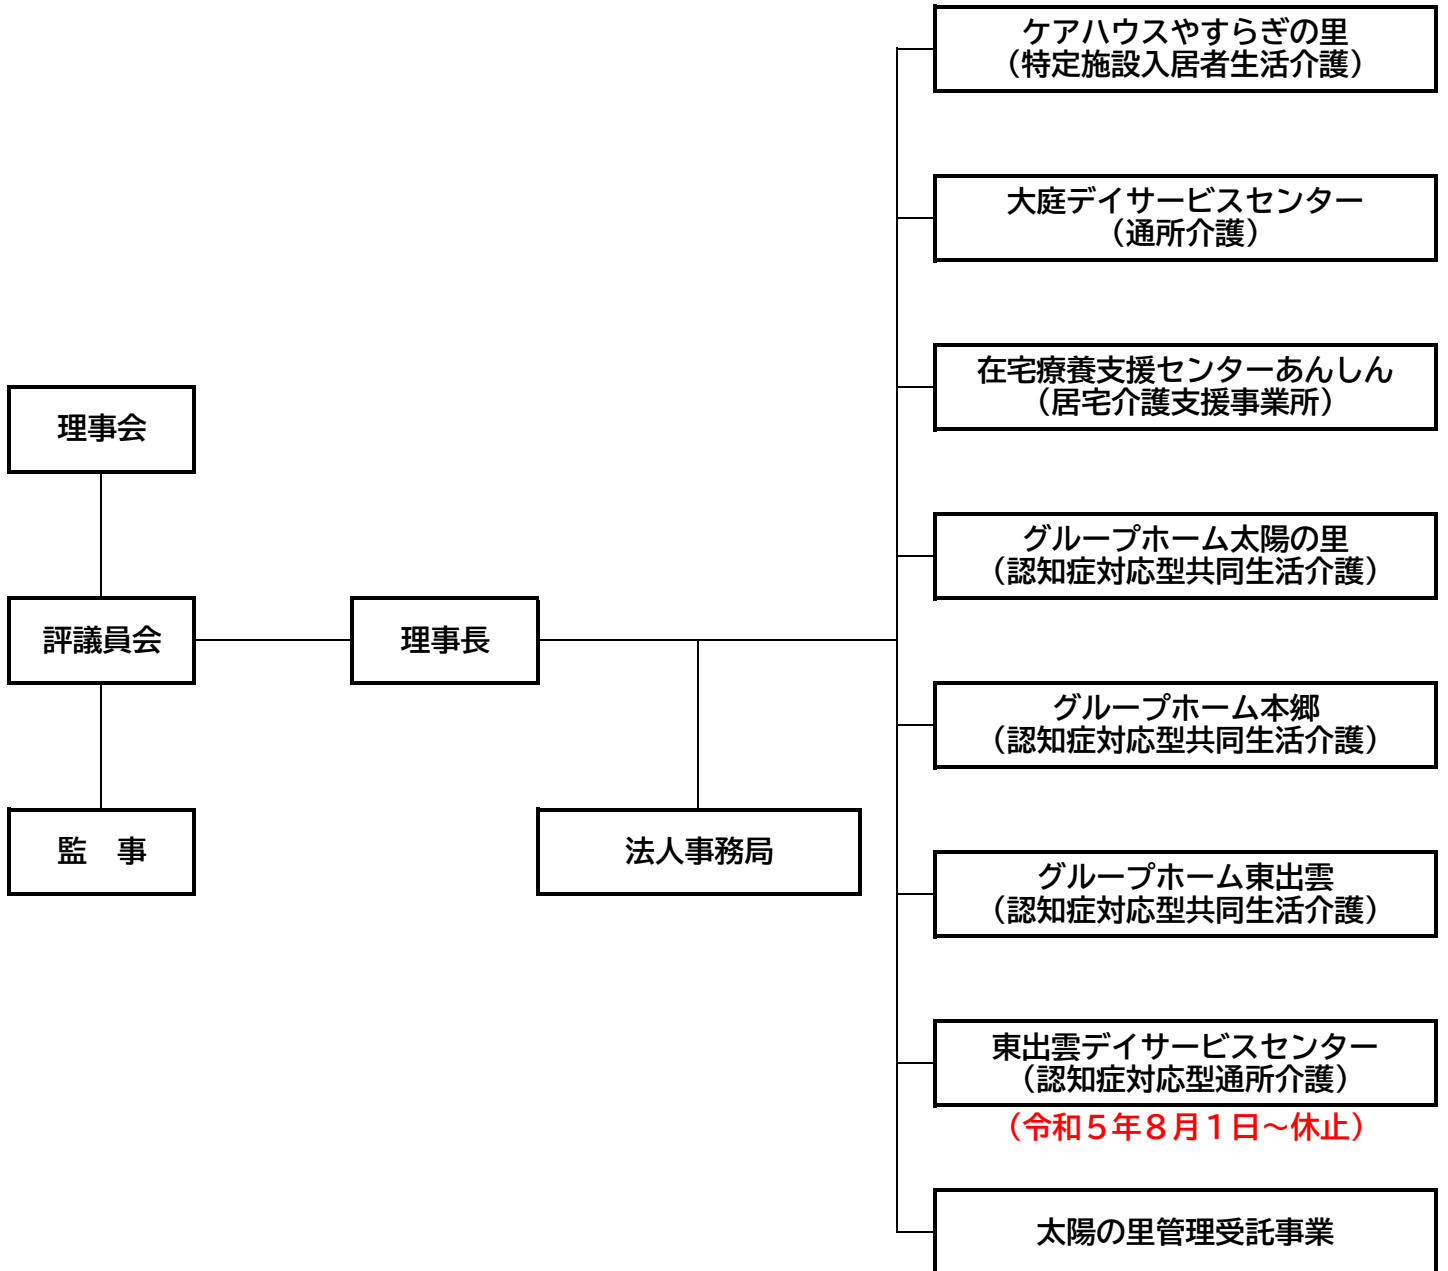 ケアハウスやすらぎの里
（特定施設入居者生活介護）
大庭デイサービスセンター
（通所介護）
在宅療養支援センターあんしん
（居宅介護支援事業所）
理事会
グループホーム太陽の里
（認知症対応型共同生活介護）
評議員会
理事長
グループホーム本郷
（認知症対応型共同生活介護）
監　事
法人事務局
グループホーム東出雲
（認知症対応型共同生活介護）
東出雲デイサービスセンター
（認知症対応型通所介護）
（令和５年８月１日～休止）
太陽の里管理受託事業